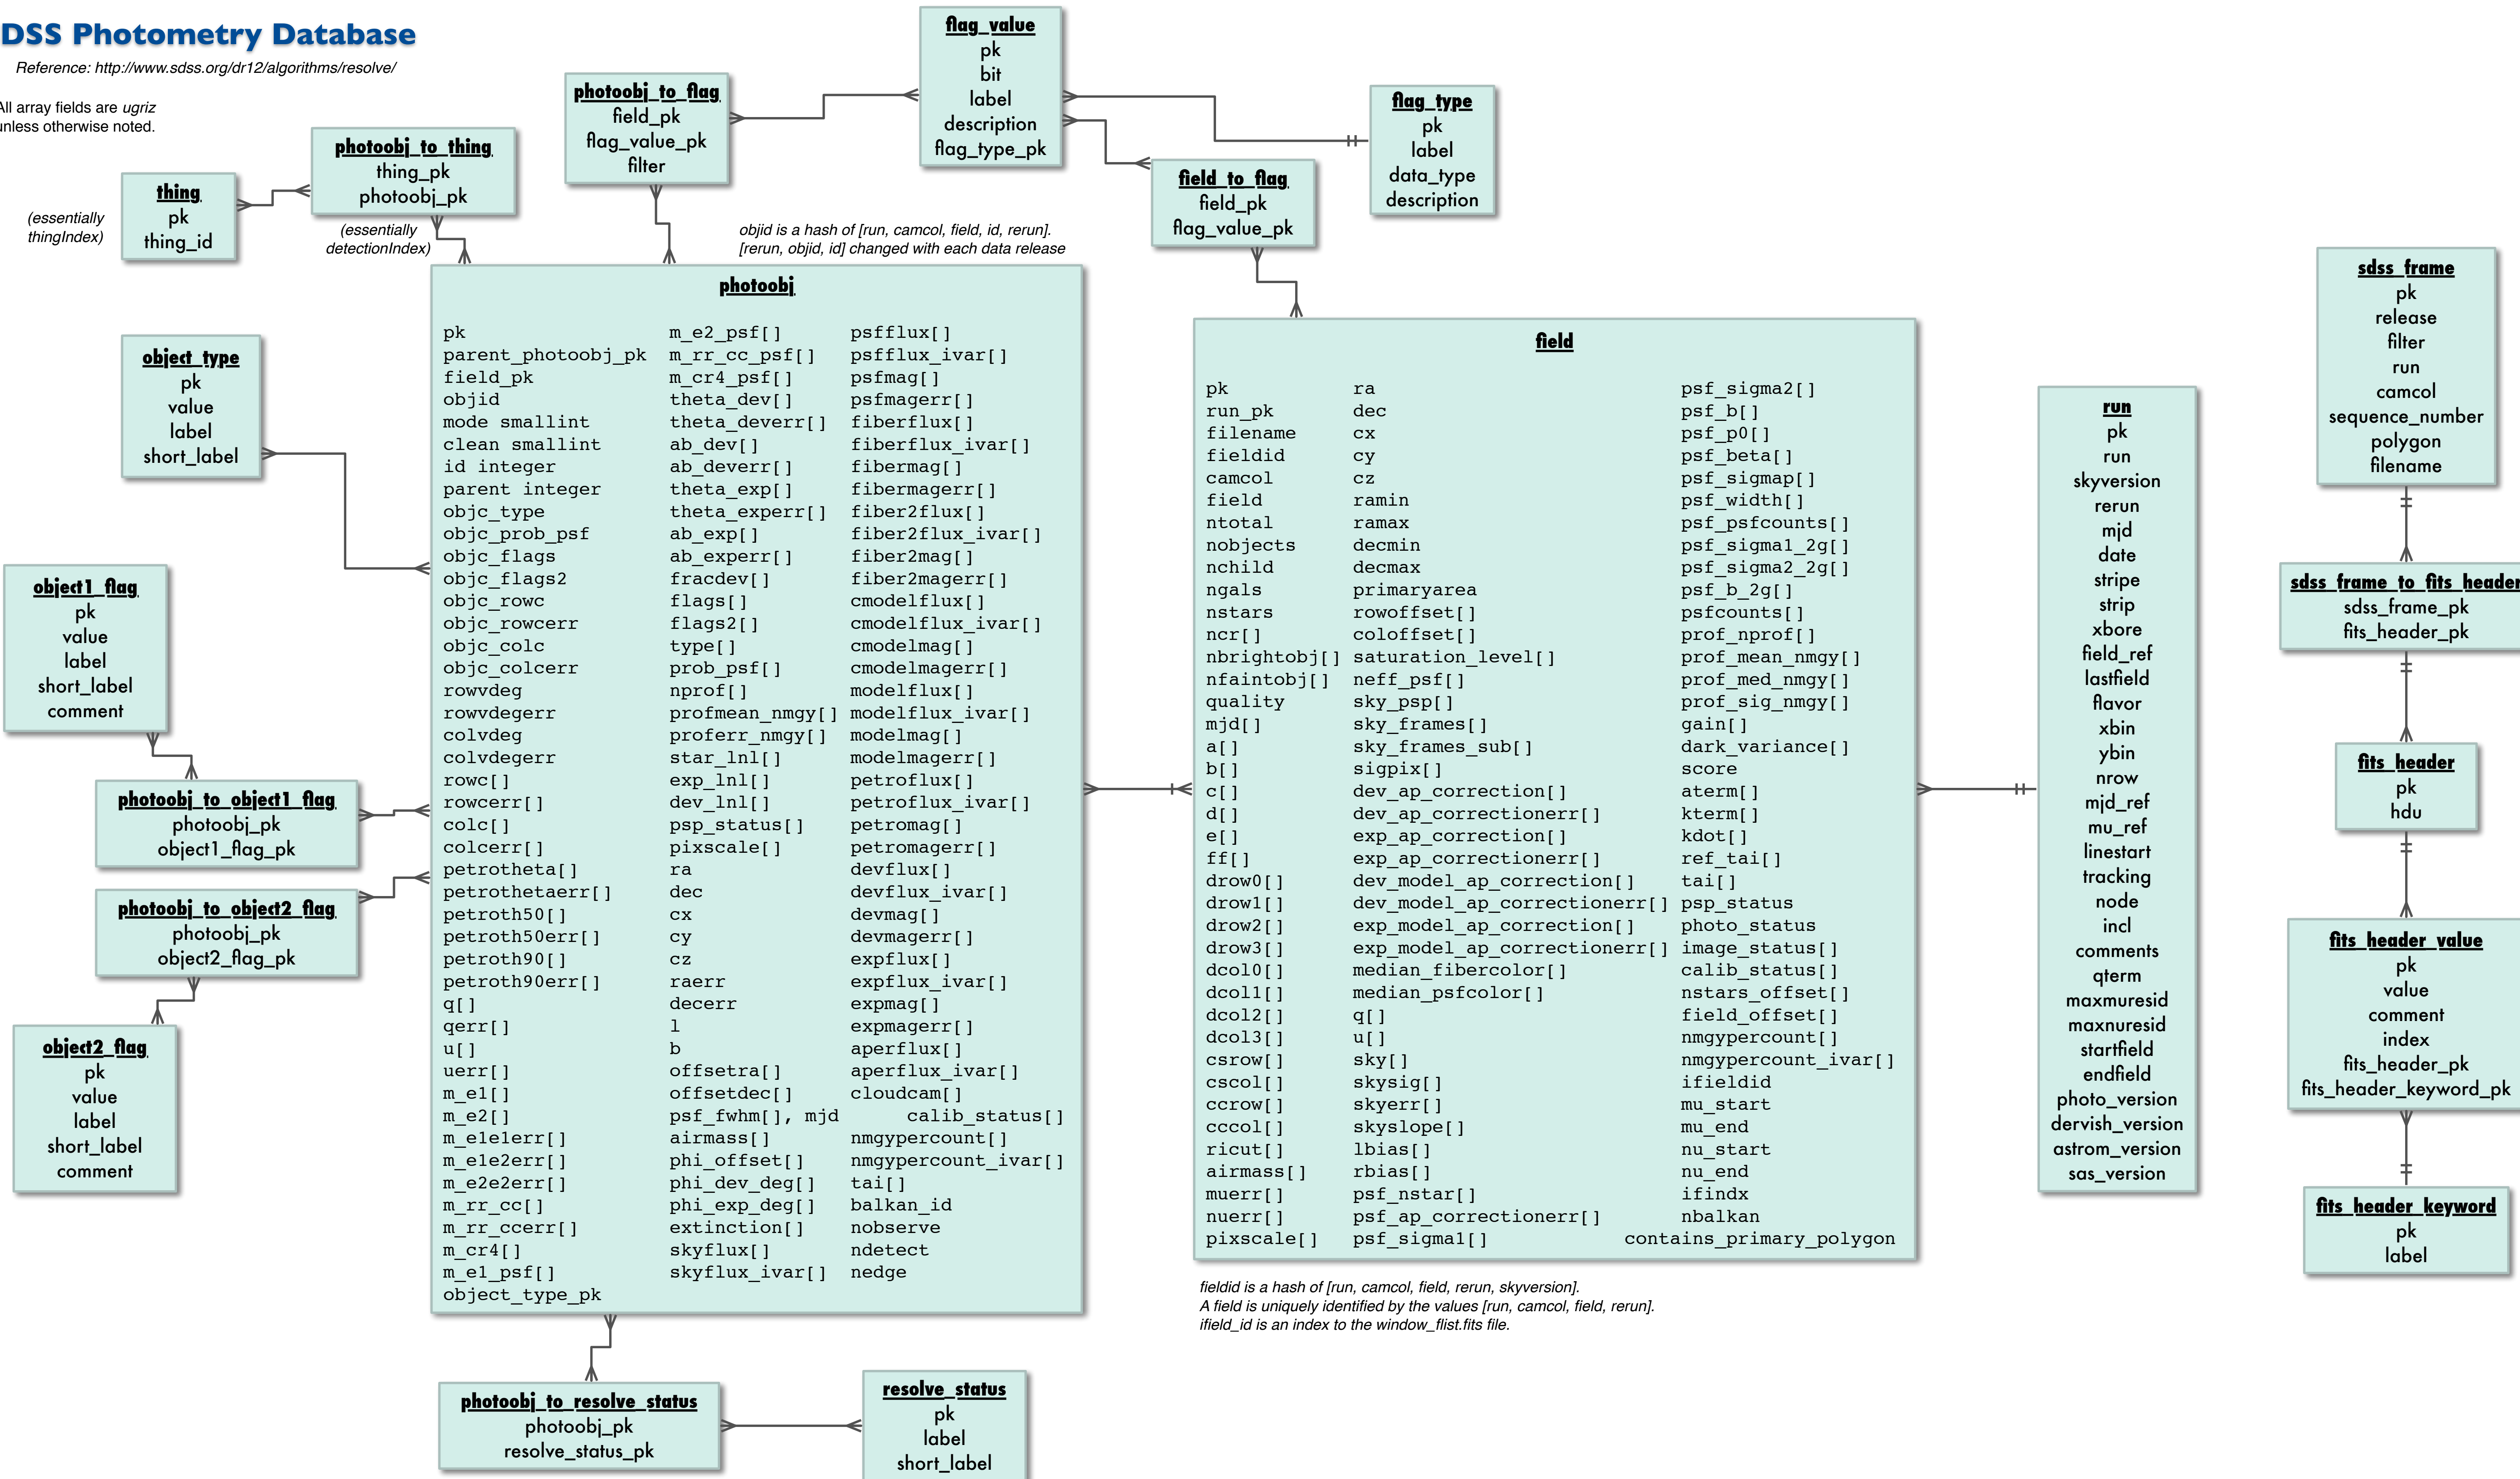 DSS Photometry Database
Reference: http://www.sdss.org/dr12/algorithms/resolve/
All array fields are ugriz
unless otherwise noted.
flag_value
pk
bit
label
description
flag_type_pk
photoobj_to_flag
field_pk
flag_value_pk
filter
flag_type
pk
label
data_type
description
photoobj_to_thing
thing_pk
photoobj_pk
(essentially
detectionIndex)
thing
pk
thing_id
(essentially
thingIndex)
field_to_flag
field_pk
flag_value_pk
objid is a hash of [run, camcol, field, id, rerun].
[rerun, objid, id] changed with each data release
object_type
pk
value
label
short_label
object1_flag
pk
value
label
short_label
comment
photoobj_to_object1_flag
photoobj_pk
object1_flag_pk
photoobj_to_object2_flag
photoobj_pk
object2_flag_pk
object2_flag
pk
value
label
short_label
comment
photoobj
pk m_e2_psf[] psfflux[]
parent_photoobj_pk m_rr_cc_psf[] psfflux_ivar[]
field_pk m_cr4_psf[] psfmag[]
objid theta_dev[] psfmagerr[]
mode smallint theta_deverr[] fiberflux[]
clean smallint ab_dev[] fiberflux_ivar[]
id integer ab_deverr[] fibermag[]
parent integer theta_exp[] fibermagerr[]
objc_type theta_experr[] fiber2flux[]
objc_prob_psf ab_exp[] fiber2flux_ivar[]
objc_flags ab_experr[] fiber2mag[]
objc_flags2 fracdev[] fiber2magerr[]
objc_rowc flags[] cmodelflux[]
objc_rowcerr flags2[] cmodelflux_ivar[]
objc_colc type[] cmodelmag[]
objc_colcerr prob_psf[] cmodelmagerr[]
rowvdeg nprof[] modelflux[]
rowvdegerr profmean_nmgy[] modelflux_ivar[]
colvdeg proferr_nmgy[] modelmag[]
colvdegerr star_lnl[] modelmagerr[]
rowc[] exp_lnl[] petroflux[]
rowcerr[] dev_lnl[] petroflux_ivar[]
colc[] psp_status[] petromag[]
colcerr[] pixscale[] petromagerr[]
petrotheta[] ra devflux[]
petrothetaerr[] dec devflux_ivar[]
petroth50[] cx devmag[]
petroth50err[] cy devmagerr[]
petroth90[] cz expflux[]
petroth90err[] raerr expflux_ivar[]
q[] decerr expmag[]
qerr[] l expmagerr[]
u[] b aperflux[]
uerr[] offsetra[] aperflux_ivar[]
m_e1[] offsetdec[] cloudcam[]
m_e2[] psf_fwhm[], mjd calib_status[]
m_e1e1err[] airmass[] nmgypercount[]
m_e1e2err[] phi_offset[] nmgypercount_ivar[]
m_e2e2err[] phi_dev_deg[] tai[]
m_rr_cc[] phi_exp_deg[] balkan_id
m_rr_ccerr[] extinction[] nobserve
m_cr4[] skyflux[] ndetect
m_e1_psf[] skyflux_ivar[] nedge
object_type_pk
field
pk ra psf_sigma2[]
run_pk dec psf_b[]
filename cx psf_p0[]
fieldid cy psf_beta[]
camcol cz psf_sigmap[]
field ramin psf_width[]
ntotal ramax psf_psfcounts[]
nobjects decmin psf_sigma1_2g[]
nchild decmax psf_sigma2_2g[]
ngals primaryarea psf_b_2g[]
nstars rowoffset[] psfcounts[]
ncr[] coloffset[] prof_nprof[]
nbrightobj[] saturation_level[] prof_mean_nmgy[]
nfaintobj[] neff_psf[] prof_med_nmgy[]
quality sky_psp[] prof_sig_nmgy[]
mjd[] sky_frames[] gain[]
a[] sky_frames_sub[] dark_variance[]
b[] sigpix[] score
c[] dev_ap_correction[] aterm[]
d[] dev_ap_correctionerr[] kterm[]
e[] exp_ap_correction[] kdot[]
ff[] exp_ap_correctionerr[] ref_tai[]
drow0[] dev_model_ap_correction[] tai[]
drow1[] dev_model_ap_correctionerr[] psp_status
drow2[] exp_model_ap_correction[] photo_status
drow3[] exp_model_ap_correctionerr[] image_status[]
dcol0[] median_fibercolor[] calib_status[]
dcol1[] median_psfcolor[] nstars_offset[]
dcol2[] q[] field_offset[]
dcol3[] u[] nmgypercount[]
csrow[] sky[] nmgypercount_ivar[]
cscol[] skysig[] ifieldid
ccrow[] skyerr[] mu_start
cccol[] skyslope[] mu_end
ricut[] lbias[] nu_start
airmass[] rbias[] nu_end
muerr[] psf_nstar[] ifindx
nuerr[] psf_ap_correctionerr[] nbalkan
pixscale[] psf_sigma1[] contains_primary_polygon
fieldid is a hash of [run, camcol, field, rerun, skyversion].
A field is uniquely identified by the values [run, camcol, field, rerun].
ifield_id is an index to the window_flist.fits file.
run
pk
run
skyversion
rerun
mjd
date
stripe
strip
xbore
field_ref
lastfield
flavor
xbin
ybin
nrow
mjd_ref
mu_ref
linestart
tracking
node
incl
comments
qterm
maxmuresid
maxnuresid
startfield
endfield
photo_version
dervish_version
astrom_version
sas_version
sdss_frame
pk
release
filter
run
camcol
sequence_number
polygon
filename
sdss_frame_to_fits_header
sdss_frame_pk
fits_header_pk
fits_header
pk
hdu
fits_header_value
pk
value
comment
index
fits_header_pk
fits_header_keyword_pk
fits_header_keyword
pk
label
photoobj_to_resolve_status
photoobj_pk
resolve_status_pk
resolve_status
pk
label
short_label